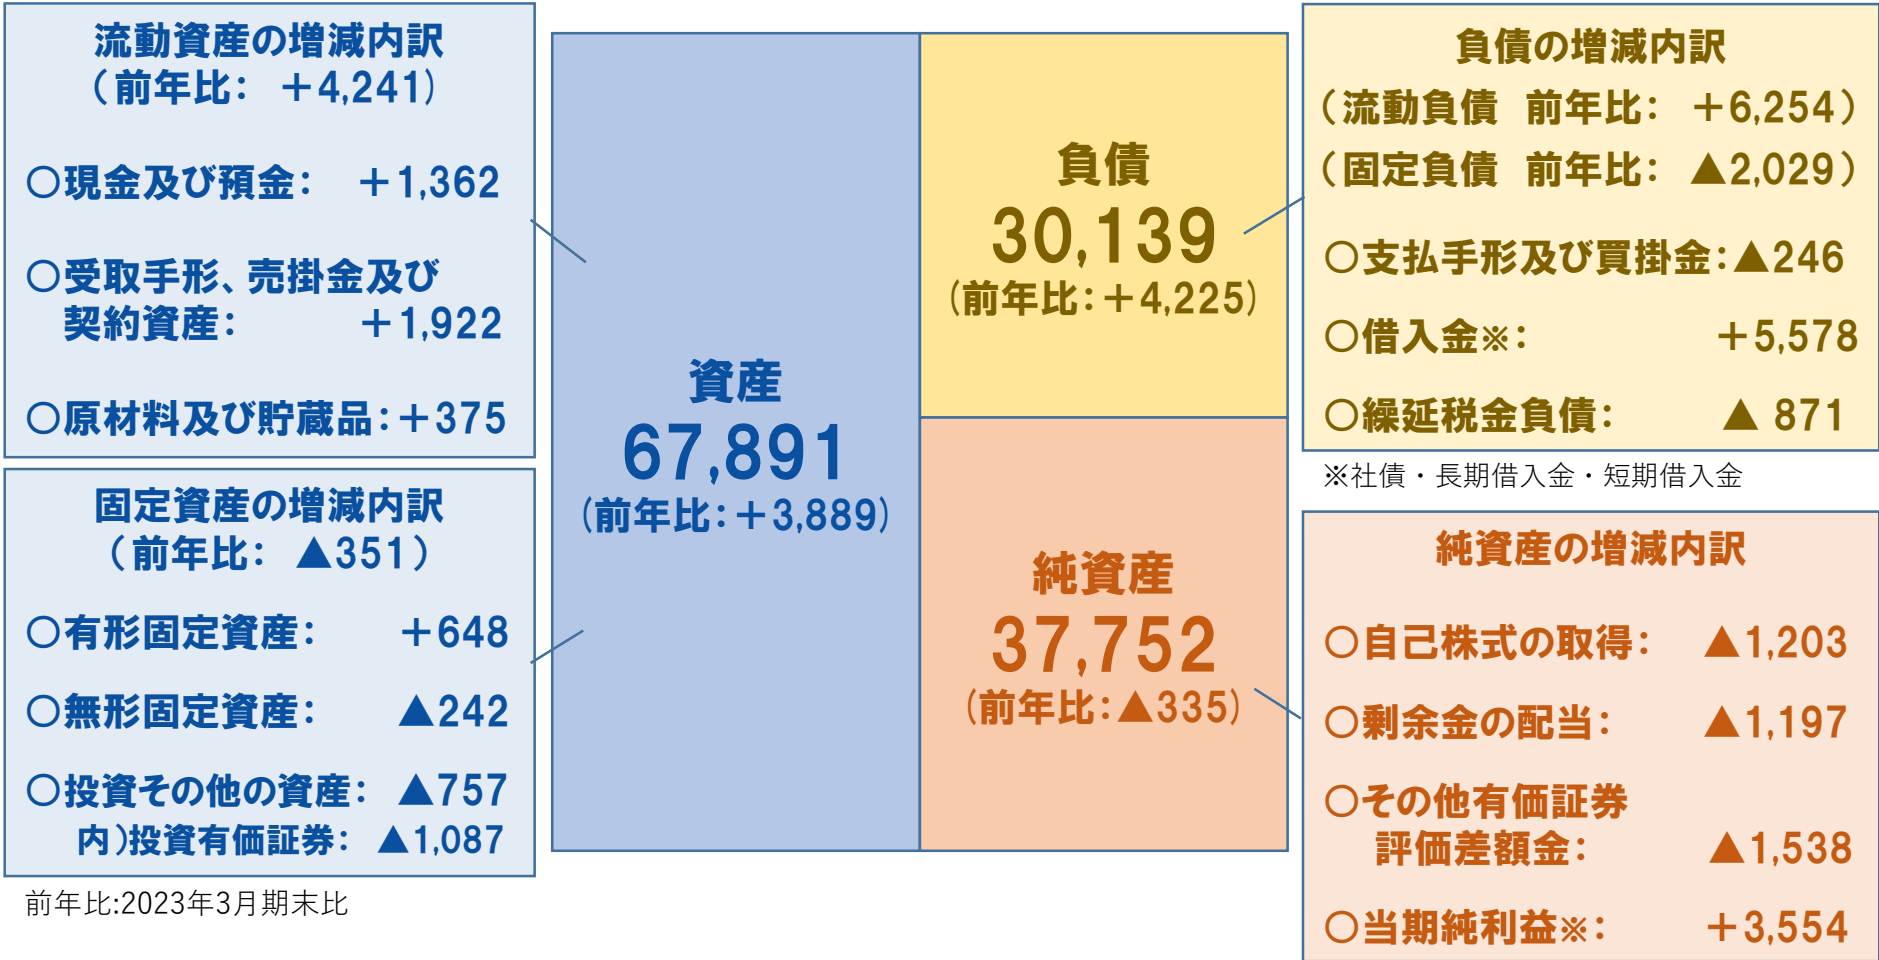 流動資産の増減内訳
（前年比： ＋4,241）
○現金及び預金： ＋1,362
○受取手形、売掛金及び
契約資産： ＋1,922
○原材料及び貯蔵品：＋375
固定資産の増減内訳
（前年比： ▲351）
○有形固定資産： ＋648
○無形固定資産： ▲242
○投資その他の資産： ▲757
内）投資有価証券： ▲1,087
前年比:2023年3月期末比
資産
67,891
（前年比：＋3,889）
負債
30,139
（前年比：＋4,225）
純資産
37,752
（前年比：▲335）
負債の増減内訳
（流動負債 前年比： ＋6,254）
（固定負債 前年比： ▲2,029）
○支払手形及び買掛金：▲246
○借入金※： ＋5,578
○繰延税金負債： ▲ 871
※社債・長期借入金・短期借入金
純資産の増減内訳
○自己株式の取得： ▲1,203
○剰余金の配当： ▲1,197
○その他有価証券
評価差額金： ▲1,538
○当期純利益※： ＋3,554